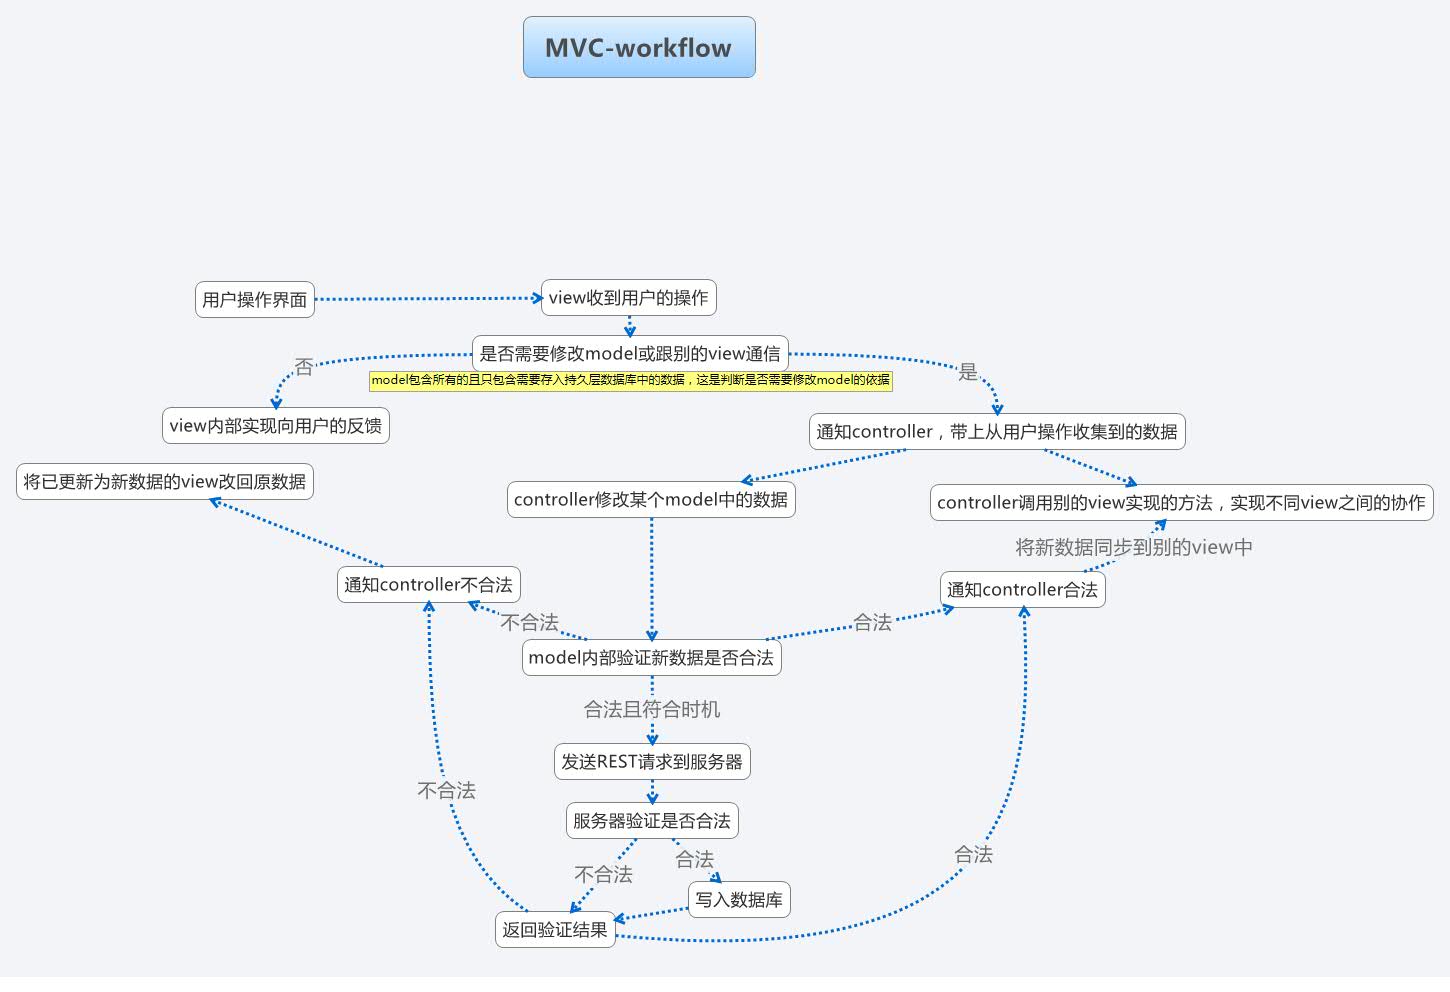 MVC-workflow
用户操作界面
view收到用户的操作
是否需要修改model或跟别的view通信
否
是
model包含所有的且只包含需要存入持久层数据库中的数据，这是判断是否需要修改model的依据
view内部实现向用户的反馈
通知controller，带上从用户操作收集到的数据
将已更新为新数据的view改回原数据
controller修改某个model中的数据
controller调用别的view实现的方法，实现不同view之间的协作
将新数据同步到别的view中
通知controller不合法
通知controller合法
不合法
合法
model内部验证新数据是否合法
合法且符合时机
发送REST请求到服务器
不合法
服务器验证是否合法
合法
合法
不合法
写入数据库
返回验证结果